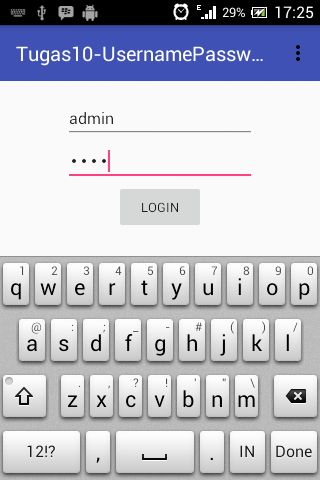 E 29% 17:25
Tugas10-UsernamePassw...
admin
••••
LOGIN
1 2 3 4 5 6 7 8 9 0
q w e r t y u i o p
@ : ; _ - # ( ) /
a s d f g h j k l
, ? ! ' " \
z x c v b n m
12!? , . IN Done